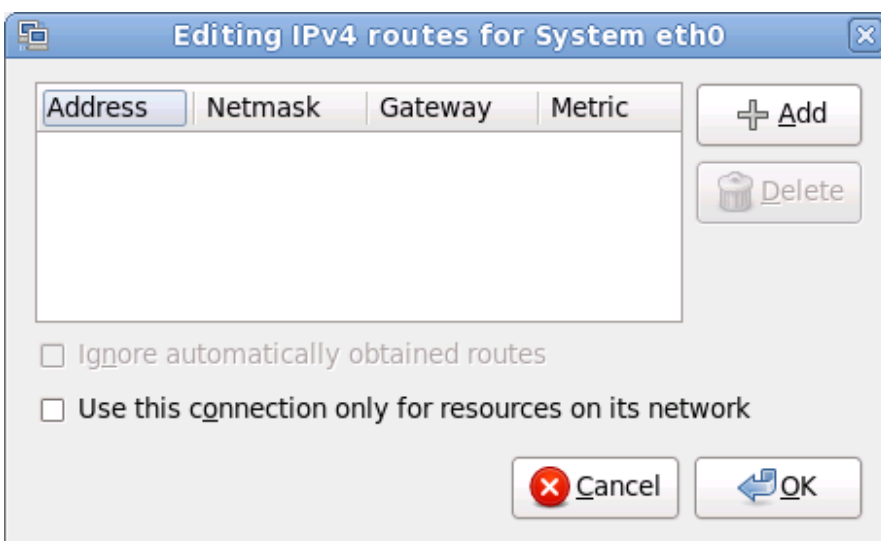 Editing IPv4 routes for System eth0
Address Netmask Gateway Metric
Add
Delete
Ignore automatically obtained routes
Use this connection only for resources on its network
Cancel OK